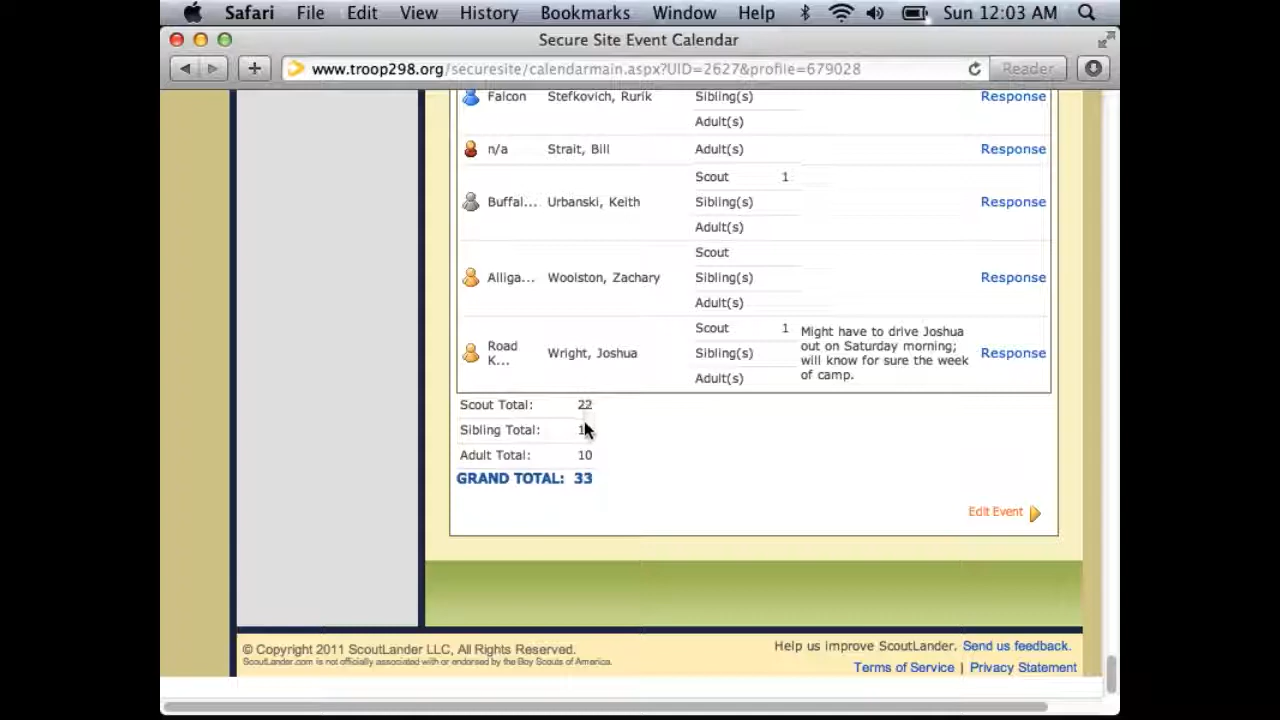 Safari File Edit View History Bookmarks Window Help Sun 12:03 AM
Secure Site Event Calendar
www.troop298.org/securesite/calendarmain.aspx?UID=2627&profile=679028 Reader
Falcon Stefkovich, Rurik Sibling(s) Response
Adult(s)
n/a Strait, Bill Adult(s) Response
Scout 1
Buffal... Urbanski, Keith Sibling(s) Response
Adult(s)
Scout
Alliga... Woolston, Zachary Sibling(s) Response
Adult(s)
Scout 1
Road K... Wright, Joshua Sibling(s) Response
Adult(s)
Might have to drive Joshua
out on Saturday morning;
will know for sure the week
of camp.
Scout Total: 22
Sibling Total: 1
Adult Total: 10
GRAND TOTAL: 33
Edit Event
© Copyright 2011 ScoutLander LLC, All Rights Reserved.
ScoutLander.com is not officially associated with or endorsed by the Boy Scouts of America.
Help us improve ScoutLander. Send us feedback.
Terms of Service | Privacy Statement